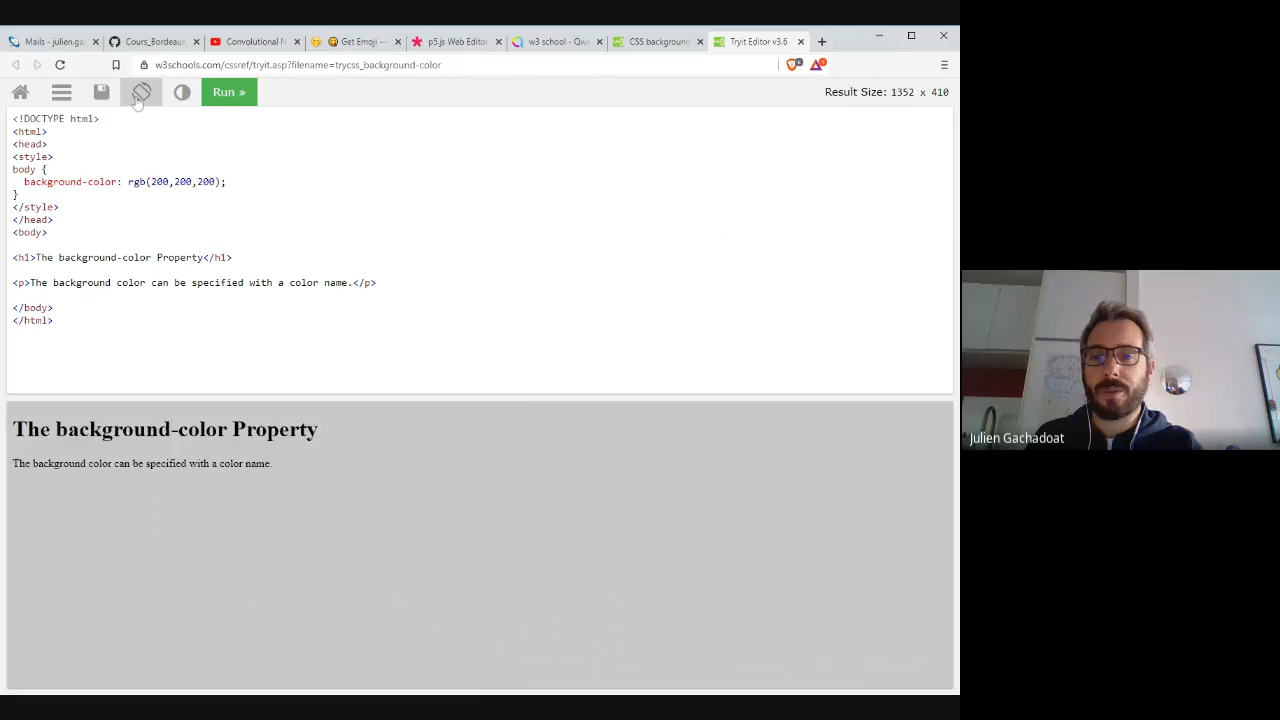 Mails - julien.ga
Cours_Bordeaux
Convolutional N
Get Emoji —
p5.js Web Editor
w3 school - Qw
CSS background
Tryit Editor v3.6
w3schools.com/cssref/tryit.asp?filename=trycss_background-color
Run »
Result Size: 1352 x 410
<!DOCTYPE html>
<html>
<head>
<style>
body {
background-color: rgb(200,200,200);
}
</style>
</head>
<body>
<h1>The background-color Property</h1>
<p>The background color can be specified with a color name.</p>
</body>
</html>
The background-color Property
The background color can be specified with a color name.
Julien Gachadoat